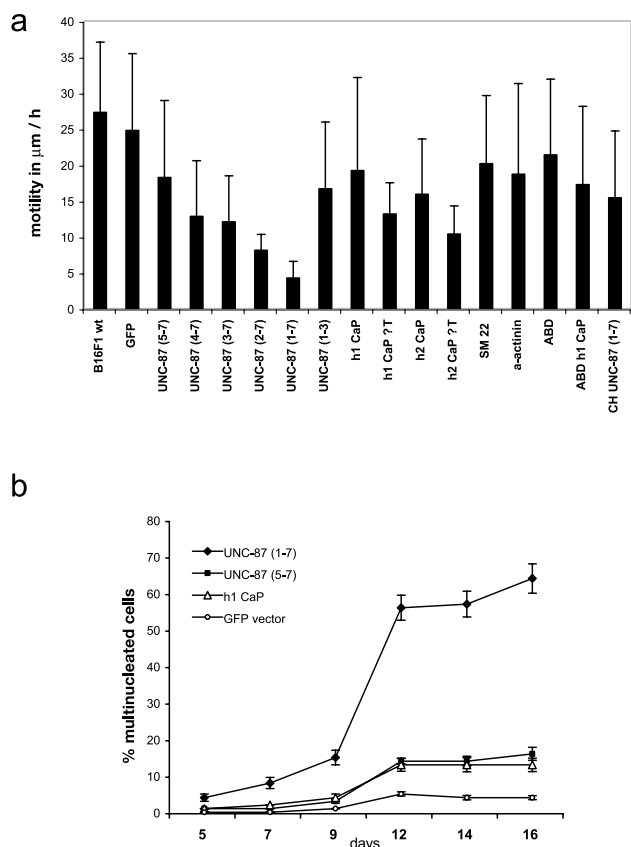 a
motility in µm / h
40
35
30
25
20
15
10
5
0
B16F1 wt
GFP
UNC-87 (5-7)
UNC-87 (4-7)
UNC-87 (3-7)
UNC-87 (2-7)
UNC-87 (1-7)
UNC-87 (1-3)
h1 CaP
h1 CaP ?T
h2 CaP
h2 CaP ?T
SM 22
a-actinin
ABD
ABD h1 CaP
CH UNC-87 (1-7)
b
% multinucleated cells
80
70
60
50
40
30
20
10
0
UNC-87 (1-7)
UNC-87 (5-7)
h1 CaP
GFP vector
5 7 9 12 14 16
days